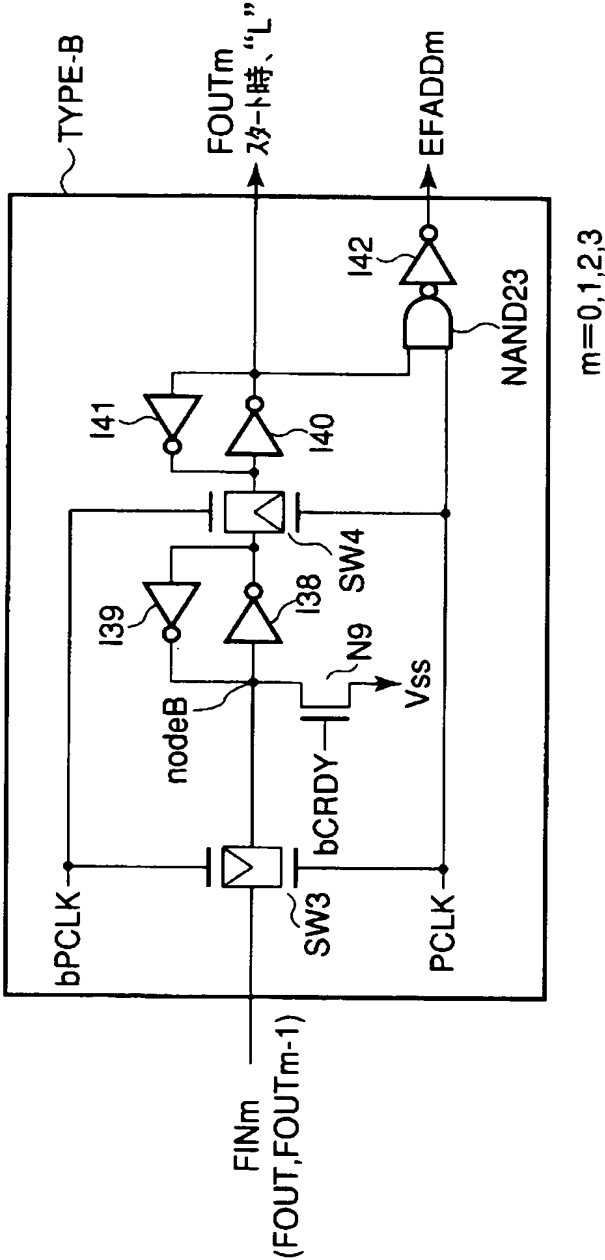 TYPE-B
FOUTm
スタート時、“L”
EFADDm
I41
I40
I42
NAND23
I39
I38
SW4
nodeB
N9
bCRDY
Vss
bPCLK
SW3
PCLK
FINm
(FOUT,FOUTm-1)
m=0,1,2,3